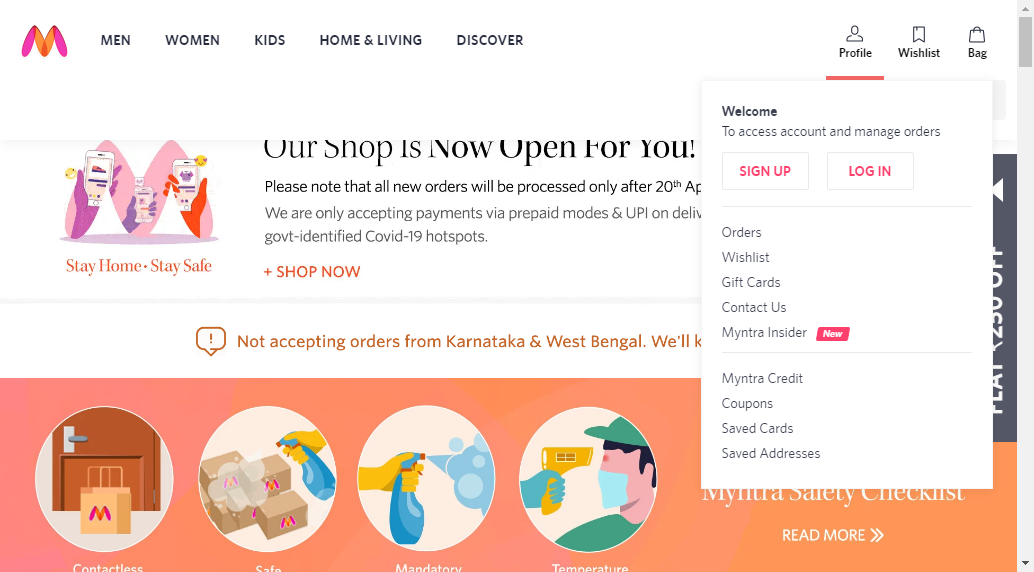 MEN WOMEN KIDS HOME & LIVING DISCOVER
Profile Wishlist Bag
Our Shop Is Now Open For You!
Please note that all new orders will be processed only after 20th Ap
We are only accepting payments via prepaid modes & UPI on deliv
govt-identified Covid-19 hotspots.
+ SHOP NOW
Stay Home • Stay Safe
Welcome
To access account and manage orders
SIGN UP LOG IN
Orders
Wishlist
Gift Cards
Contact Us
Myntra Insider New
Myntra Credit
Coupons
Saved Cards
Saved Addresses
FLAT ₹250 OFF
Not accepting orders from Karnataka & West Bengal. We'll k
Myntra Safety Checklist
READ MORE
Contactless
Safe
Mandatory
Temperature